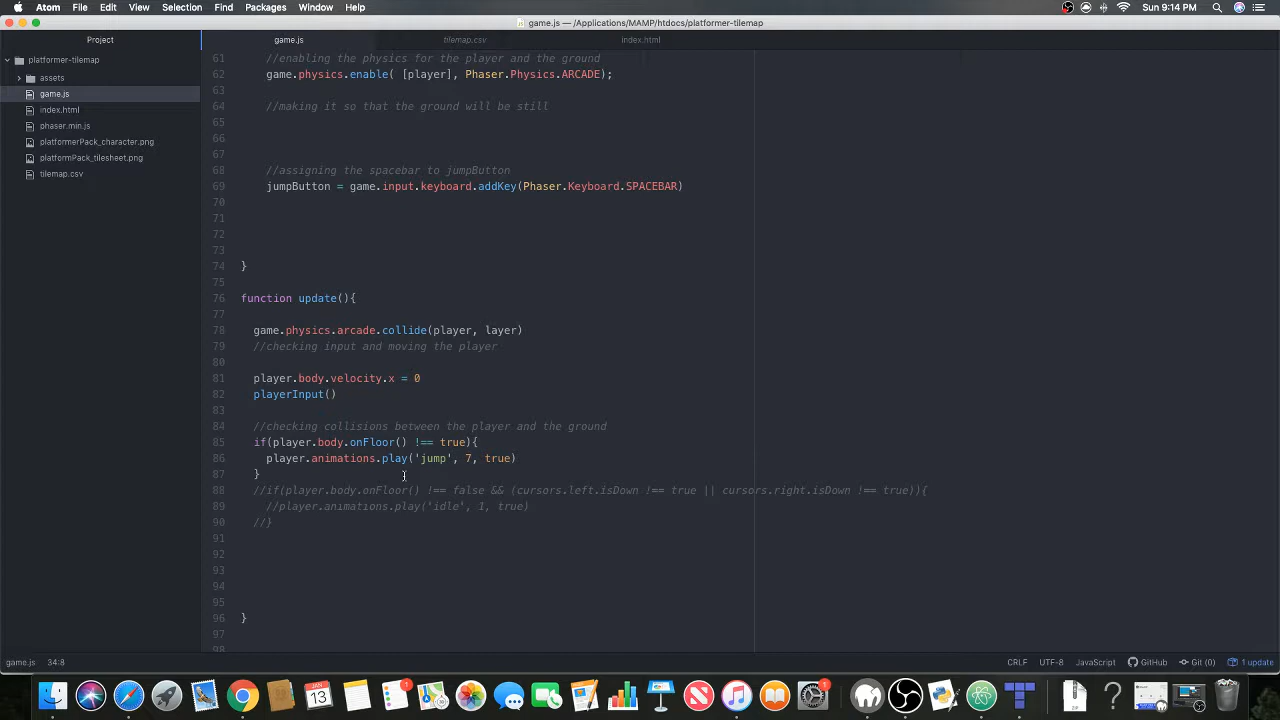 Atom File Edit View Selection Find Packages Window Help Sun 9:14 PM
game.js — /Applications/MAMP/htdocs/platformer-tilemap
Project
game.js tilemap.csv index.html
platformer-tilemap
assets
game.js
index.html
phaser.min.js
platformerPack_character.png
platformPack_tilesheet.png
tilemap.csv
61 //enabling the physics for the player and the ground
62 game.physics.enable( [player], Phaser.Physics.ARCADE);
63
64 //making it so that the ground will be still
65
66
67
68 //assigning the spacebar to jumpButton
69 jumpButton = game.input.keyboard.addKey(Phaser.Keyboard.SPACEBAR)
70
71
72
73
74 }
75
76 function update(){
77
78 game.physics.arcade.collide(player, layer)
79 //checking input and moving the player
80
81 player.body.velocity.x = 0
82 playerInput()
83
84 //checking collisions between the player and the ground
85 if(player.body.onFloor() !== true){
86 player.animations.play('jump', 7, true)
87 }
88 //if(player.body.onFloor() !== false && (cursors.left.isDown !== true || cursors.right.isDown !== true)){
89 //player.animations.play('idle', 1, true)
90 //}
91
92
93
94
95
96 }
97
98
game.js 34:8 CRLF UTF-8 JavaScript GitHub Git (0) 1 update
JAN
13